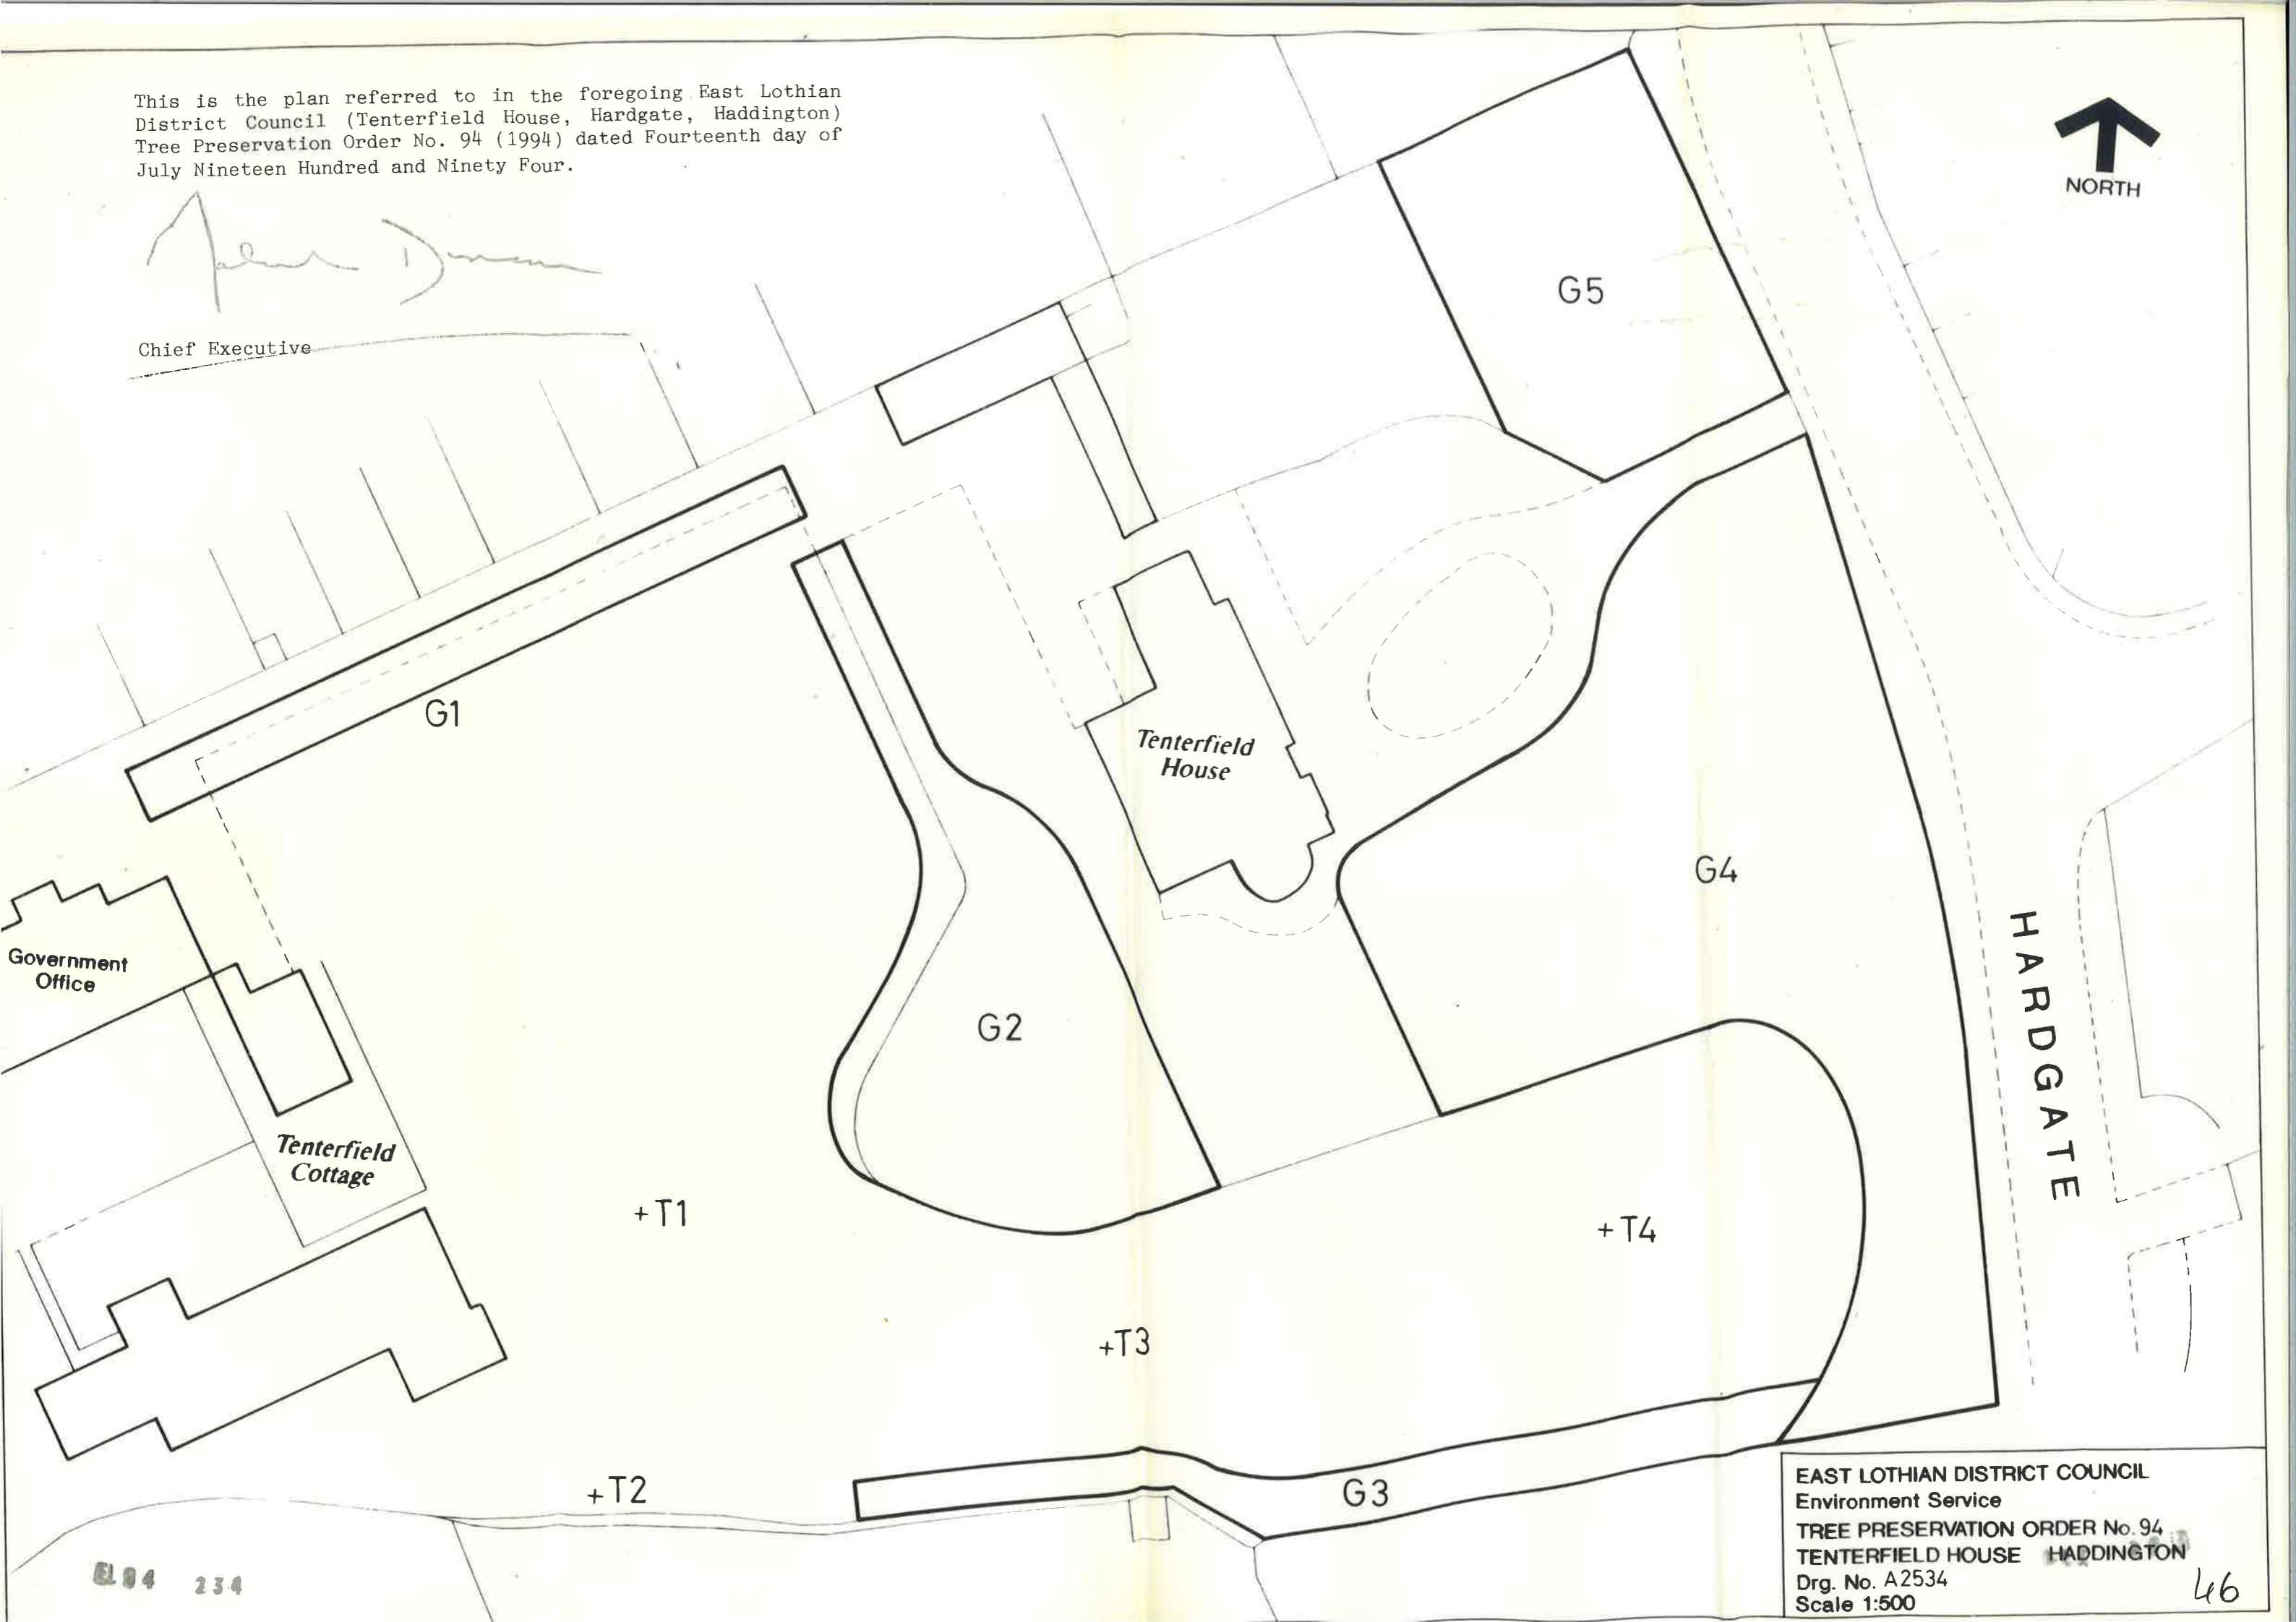 This is the plan referred to in the foregoing East Lothian
District Council (Tenterfield House, Hardgate, Haddington)
Tree Preservation Order No. 94 (1994) dated Fourteenth day of
July Nineteen Hundred and Ninety Four.
Chief Executive
NORTH
G5
G1
Tenterfield
House
G4
HARDGATE
Government
Office
G2
Tenterfield
Cottage
+T1
+T4
+T3
+T2
G3
EAST LOTHIAN DISTRICT COUNCIL
Environment Service
TREE PRESERVATION ORDER No. 94
TENTERFIELD HOUSE HADDINGTON
Drg. No. A2534
Scale 1:500
46
EL94 234